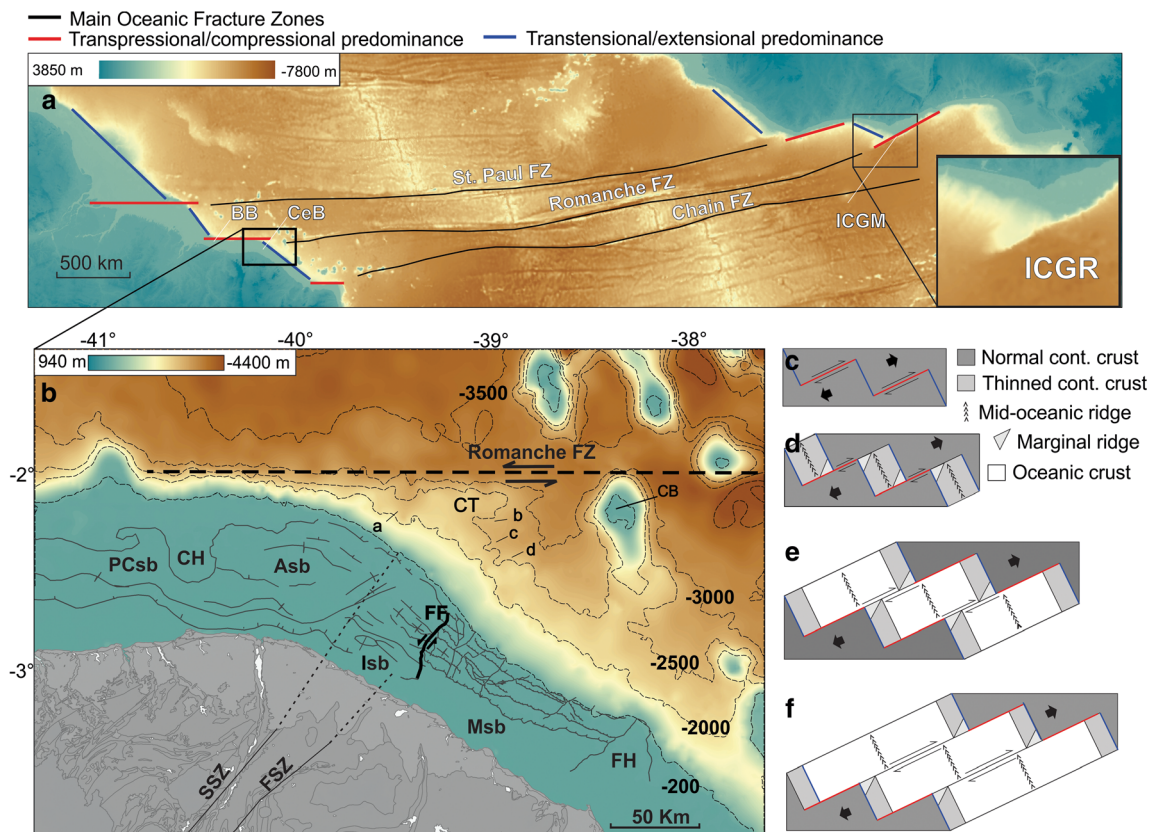 Main Oceanic Fracture Zones
Transpressional/compressional predominance
Transtensional/extensional predominance
3850 m
-7800 m
a
St. Paul FZ
Romanche FZ
Chain FZ
BB
CeB
ICGM
500 km
ICGR
-41°
-40°
-39°
-38°
940 m
-4400 m
b
-3500
Romanche FZ
-2°
CT
CB
a
b
c
d
PCsb
CH
Asb
-3000
FF
Isb
-2500
-3°
Msb
-2000
FH
-200
SSZ
FSZ
50 Km
c
Normal cont. crust
Thinned cont. crust
Mid-oceanic ridge
d
Marginal ridge
Oceanic crust
e
f